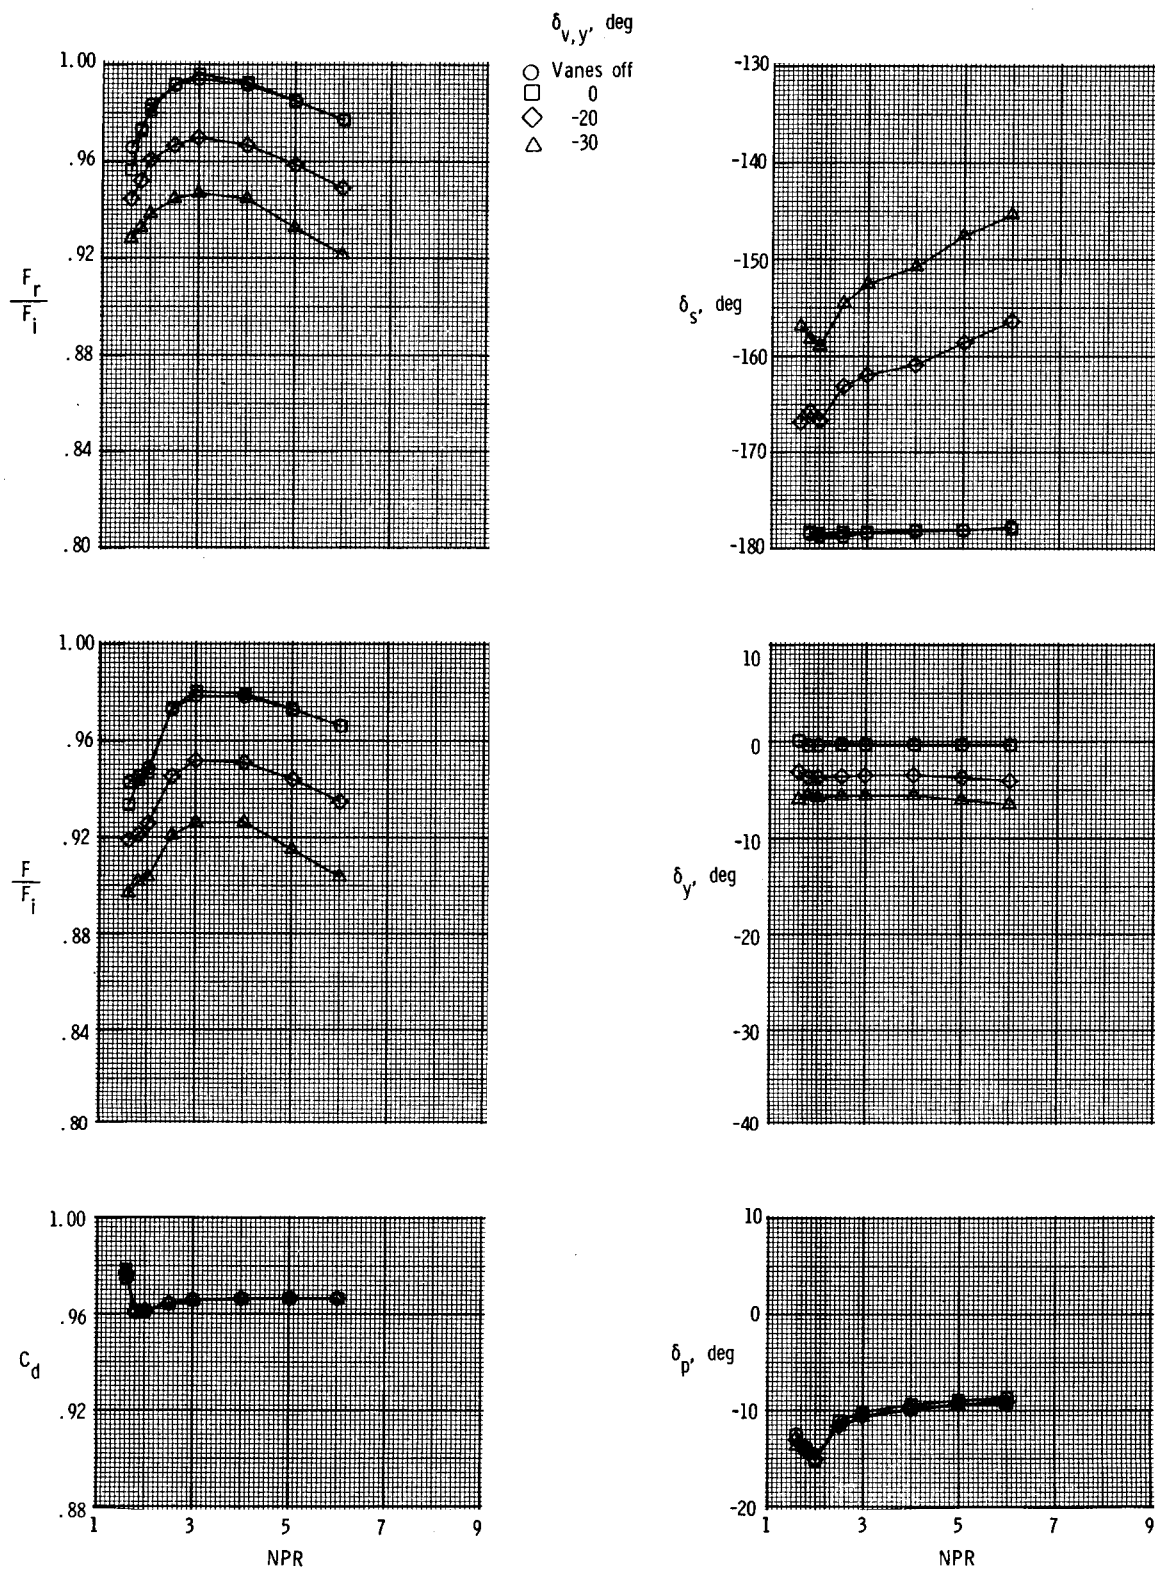 δv,y, deg
Vanes off
0
-20
-30
1.00
.96
.92
.88
.84
.80
Fr
Fi
-130
-140
-150
-160
-170
-180
δs, deg
1.00
.96
.92
.88
.84
.80
F
Fi
10
0
-10
-20
-30
-40
δy, deg
1.00
.96
.92
.88
Cd
1 3 5 7 9
NPR
10
0
-10
-20
δp, deg
1 3 5 7 9
NPR